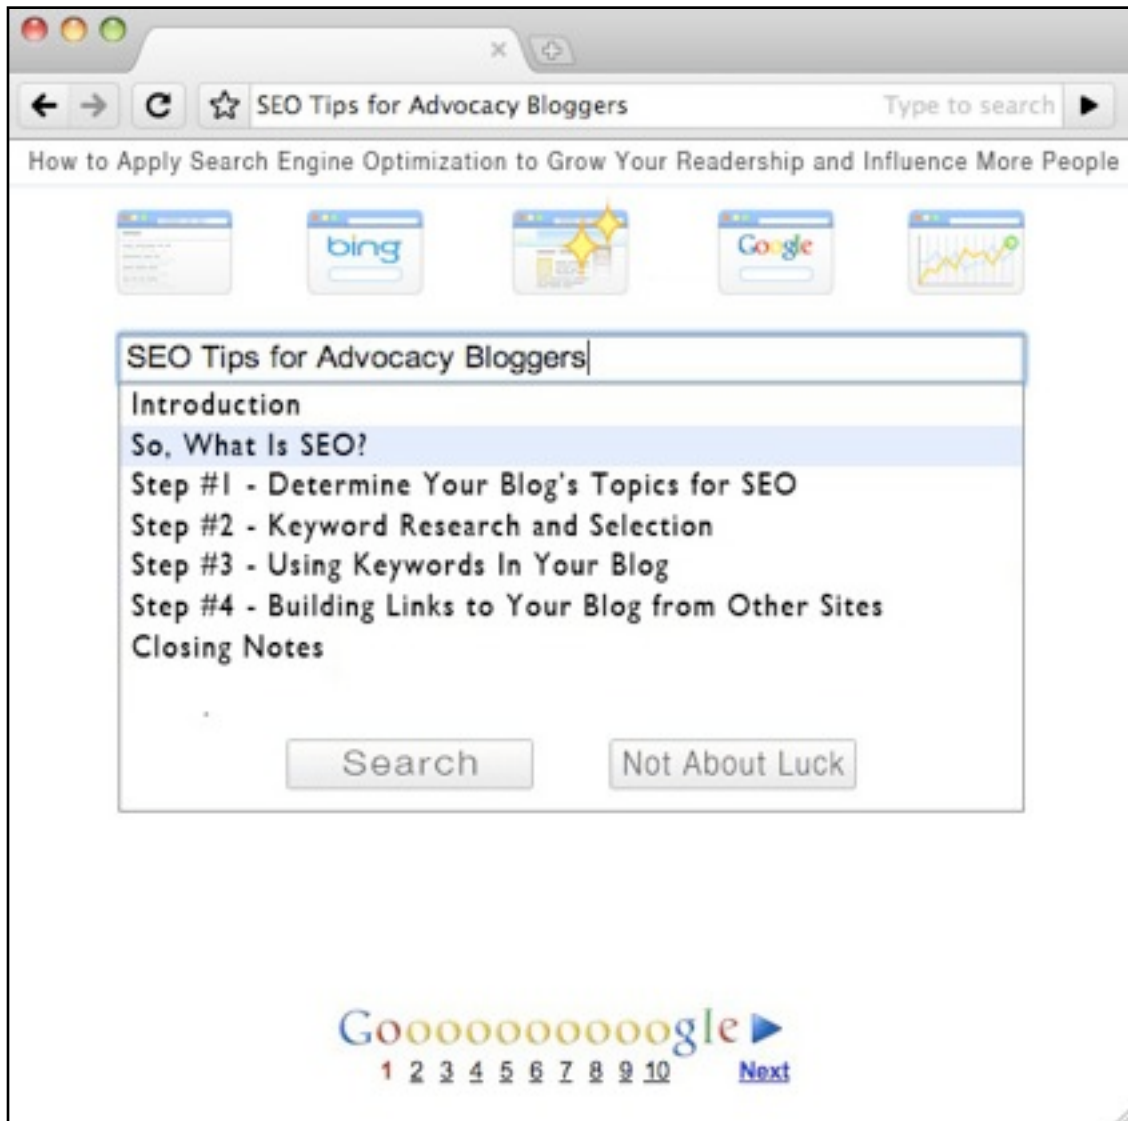 SEO Tips for Advocacy Bloggers Type to search
How to Apply Search Engine Optimization to Grow Your Readership and Influence More People
bing
Google
SEO Tips for Advocacy Bloggers
Introduction
So, What Is SEO?
Step #1 - Determine Your Blog's Topics for SEO
Step #2 - Keyword Research and Selection
Step #3 - Using Keywords In Your Blog
Step #4 - Building Links to Your Blog from Other Sites
Closing Notes
Search Not About Luck
Goooooooooogle
1 2 3 4 5 6 7 8 9 10 Next